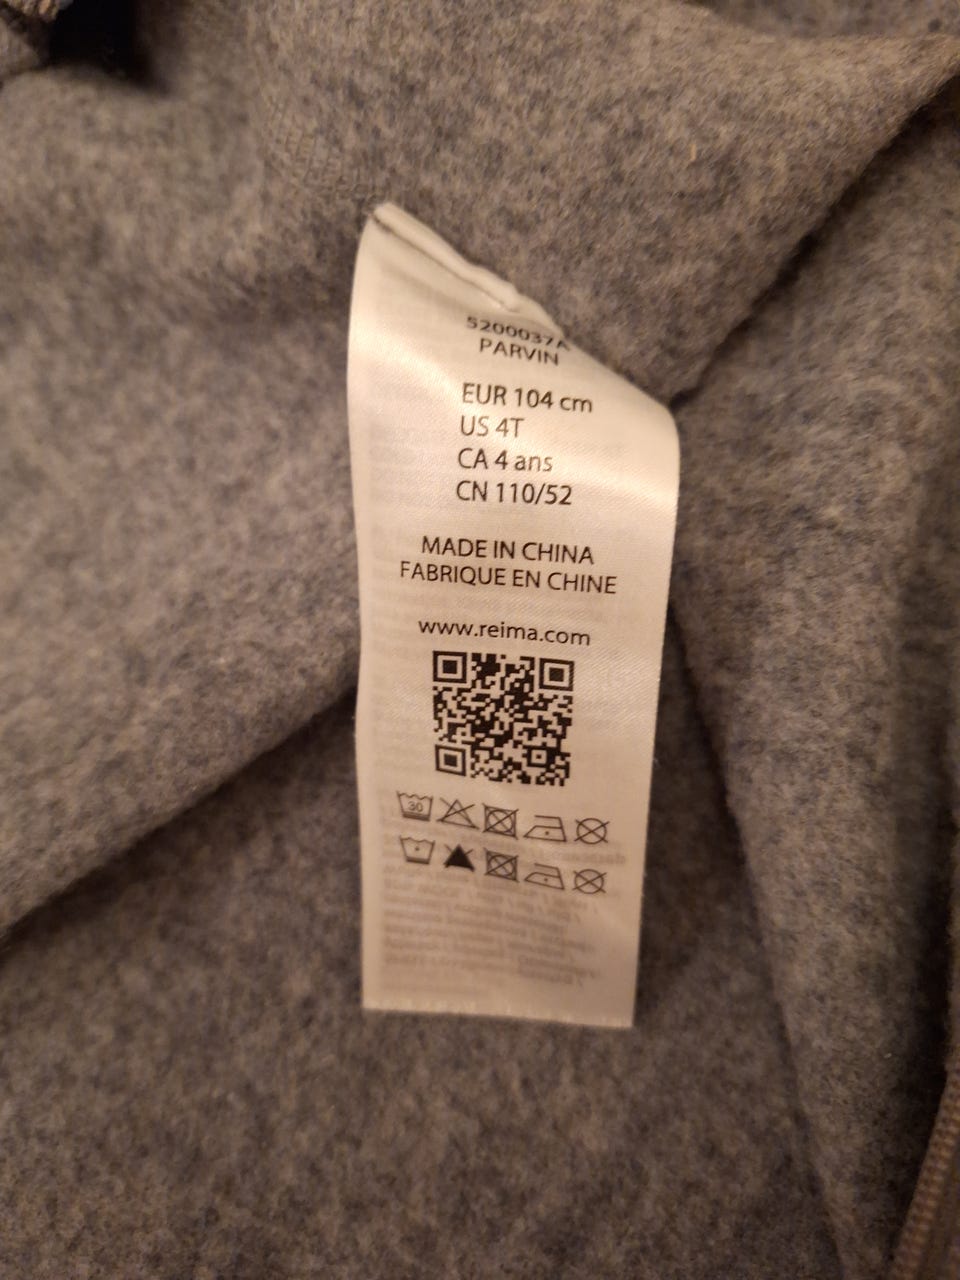 5200037A
PARVIN
EUR 104 cm
US 4T
CA 4 ans
CN 110/52
MADE IN CHINA
FABRIQUE EN CHINE
www.reima.com
30